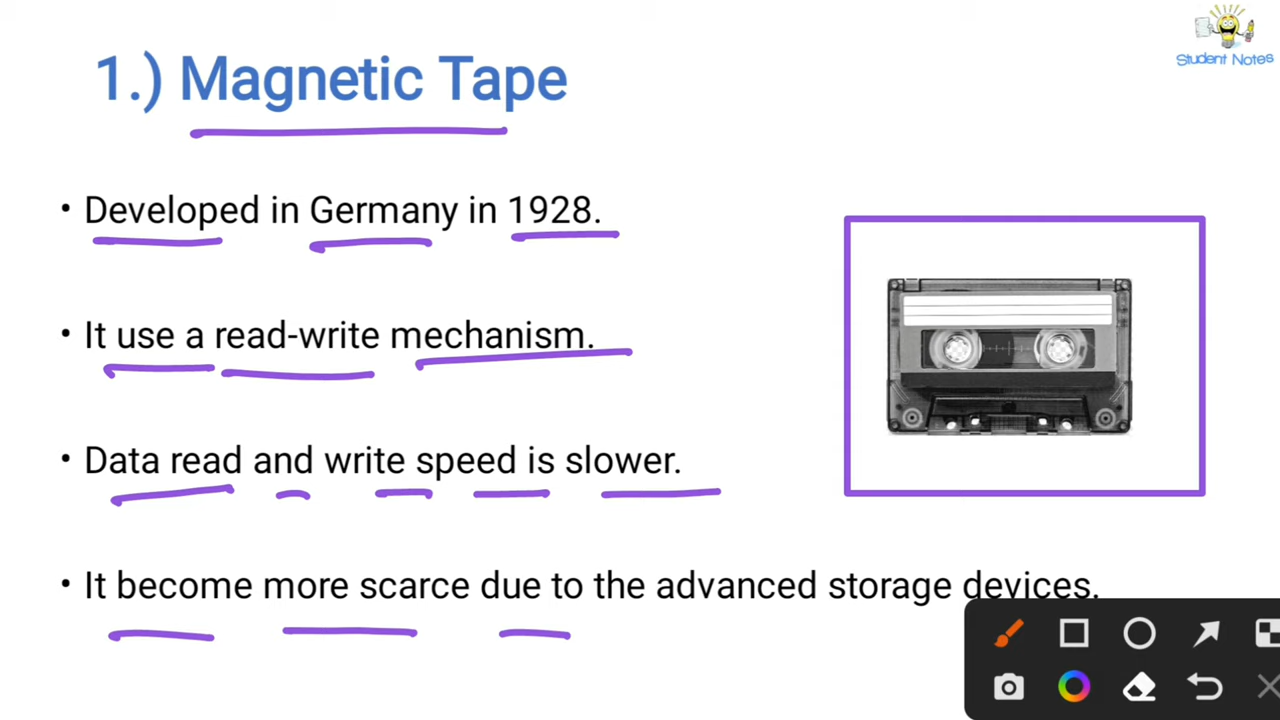 Student Notes
1.) Magnetic Tape
• Developed in Germany in 1928.
• It use a read-write mechanism.
• Data read and write speed is slower.
• It become more scarce due to the advanced storage devices.